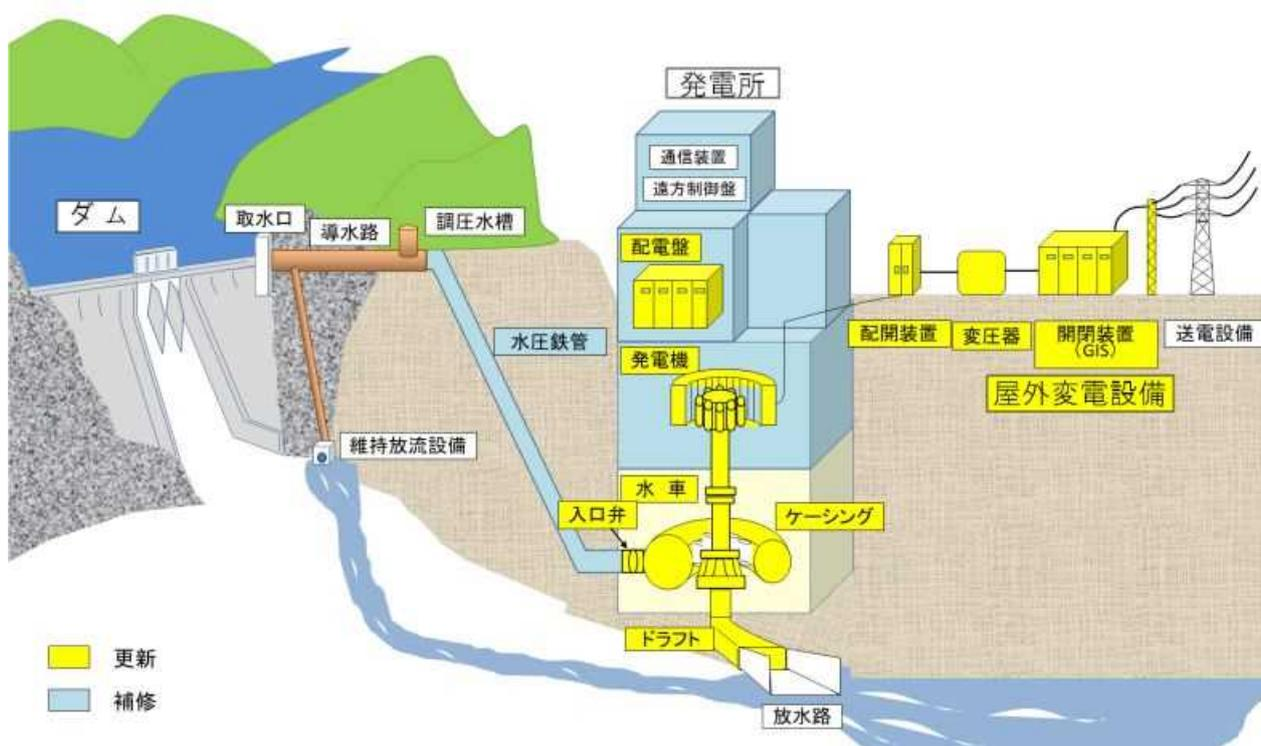 発電所
通信装置
遠方制御盤
ダム
取水口
導水路
調圧水槽
配電盤
水圧鉄管
発電機
配開装置
変圧器
開閉装置
(GIS)
送電設備
屋外変電設備
維持放流設備
水車
入口弁
ケーシング
ドラフト
放水路
更新
補修